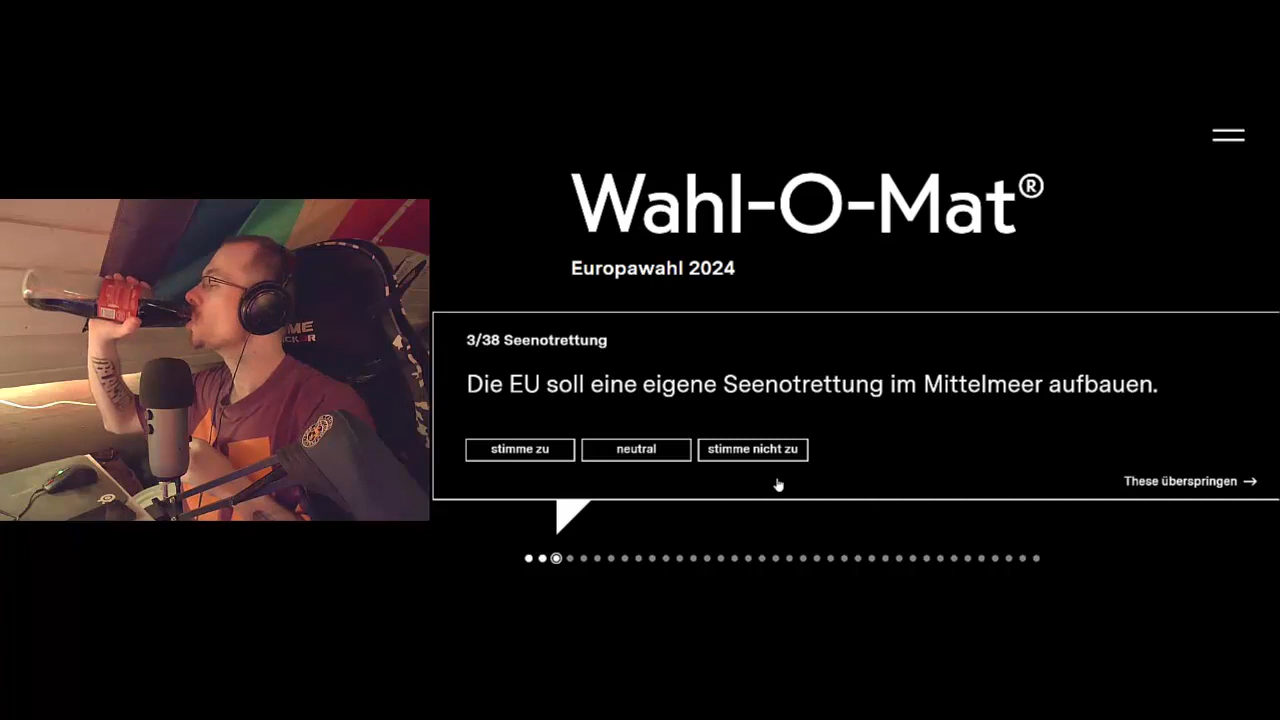 Wahl-O-Mat®
Europawahl 2024
3/38 Seenotrettung
Die EU soll eine eigene Seenotrettung im Mittelmeer aufbauen.
stimme zu
neutral
stimme nicht zu
These überspringen →